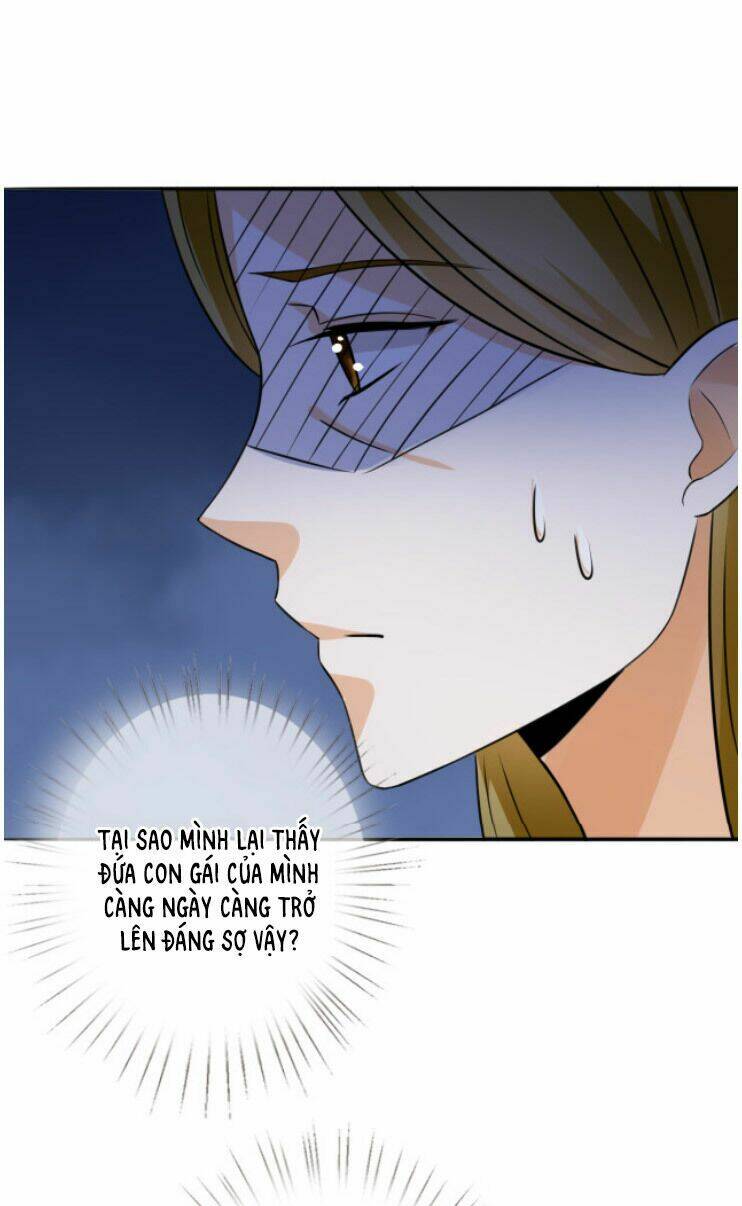 TẠI SAO MÌNH LẠI THẤY
ĐỨA CON GÁI CỦA MÌNH
CÀNG NGÀY CÀNG TRỞ
LÊN ĐÁNG SỢ VẬY?